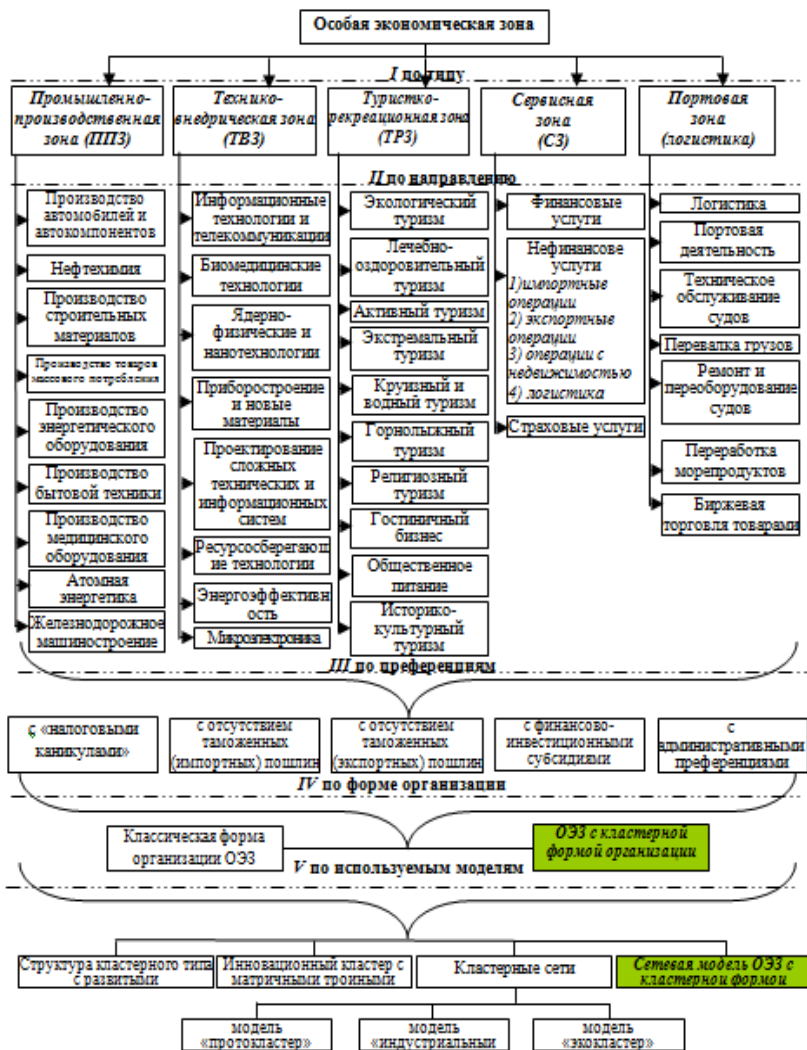 Особая экономическая зона
I по типу
Промышленно-
производственная
зона (ППЗ)
Технико-
внедрическая зона
(ТВЗ)
Туристко-
рекреационная зона
(ТРЗ)
Сервисная
зона
(СЗ)
Портовая
зона
(логистика)
II по направлению
Производство
автомобилей и
автокомпонентов
Нефтехимия
Производство
строительных
материалов
Производство товаров
массового потребления
Производство
энергетического
оборудования
Производство
бытовой техники
Производство
медицинского
оборудования
Атомная
энергетика
Железнодорожное
машиностроение
Информационные
технологии и
телекоммуникации
Биомедицинские
технологии
Ядерно-
физические и
нанотехнологии
Приборостроение
и новые
материалы
Проектирование
сложных
технических и
информационных
систем
Ресурсосберегающ
ие технологии
Энергоэффективн
ость
Микроэлектроника
Экологический
туризм
Лечебно-
оздоровительный
туризм
Активный туризм
Экстремальный
туризм
Круизный и
водный туризм
Горнолыжный
туризм
Религиозный
туризм
Гостиничный
бизнес
Общественное
питание
Историко-
культурный
туризм
Финансовые
услуги
Нефинансове
услуги
1)импортные
операции
2) экспортные
операции
3) операции с
недвижимостью
4) логистика
Страховые услуги
Логистика
Портовая
деятельность
Техническое
обслуживание
судов
Перевалка грузов
Ремонт и
переоборудование
судов
Переработка
морепродуктов
Биржевая
торговля товарами
III по преференциям
с «налоговыми
каникулами»
с отсутствием
таможенных
(импортных) пошлин
с отсутствием
таможенных
(экспортных) пошлин
с финансово-
инвестиционными
субсидиями
с
административными
преференциями
IV по форме организации
Классическая форма
организации ОЭЗ
ОЭЗ с кластерной
формой организации
V по используемым моделям
Структура кластерного типа
с развитыми
Инновационный кластер с
матричными тройными
Кластерные сети
Сетевая модель ОЭЗ с
кластерной формой
модель
«протокластер»
модель
«индустриальный
модель
«экокластер»